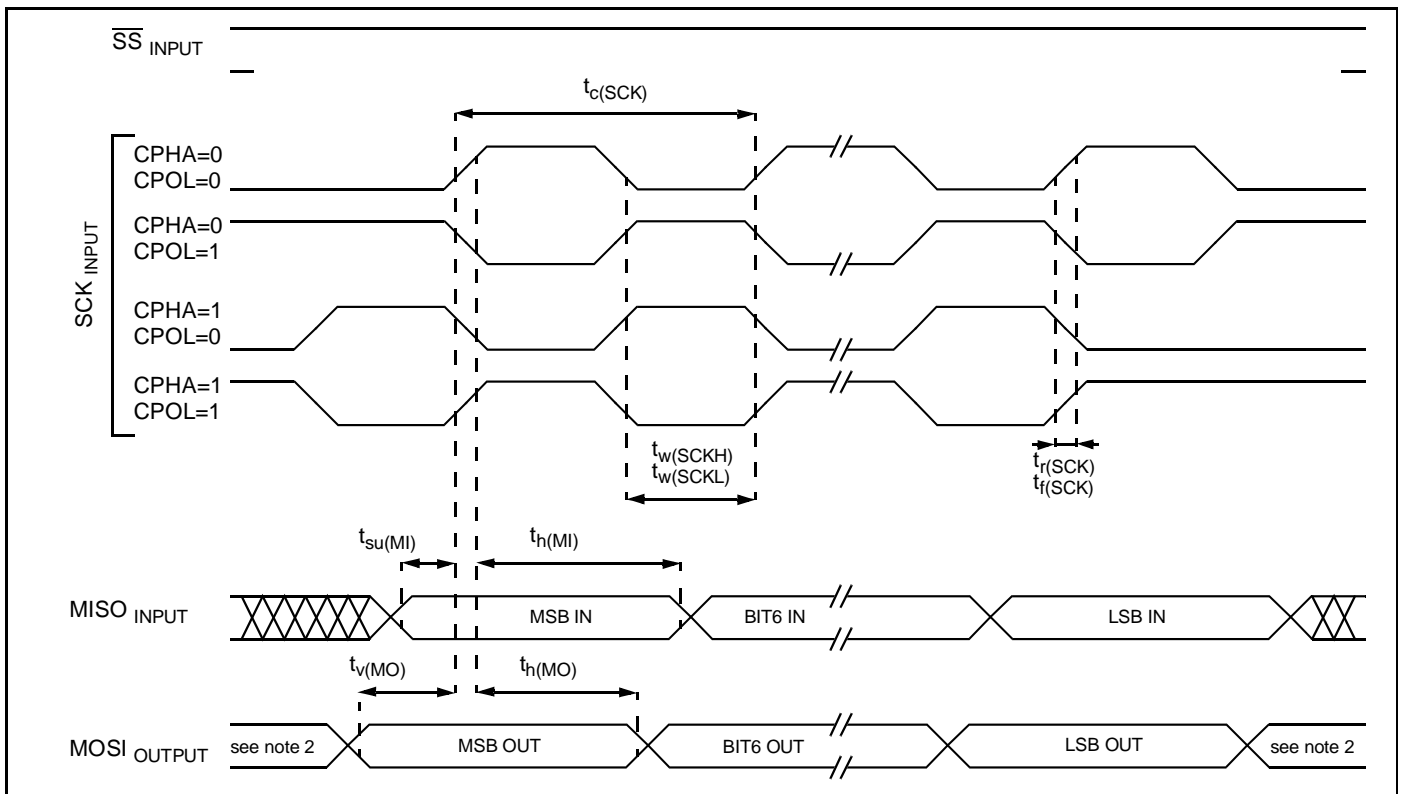 SS INPUT
tc(SCK)
SCK INPUT
CPHA=0
CPOL=0
CPHA=0
CPOL=1
CPHA=1
CPOL=0
CPHA=1
CPOL=1
tw(SCKH)
tw(SCKL)
tr(SCK)
tf(SCK)
tsu(MI)
th(MI)
MISO INPUT
MSB IN
BIT6 IN
LSB IN
tv(MO)
th(MO)
MOSI OUTPUT
see note 2
MSB OUT
BIT6 OUT
LSB OUT
see note 2